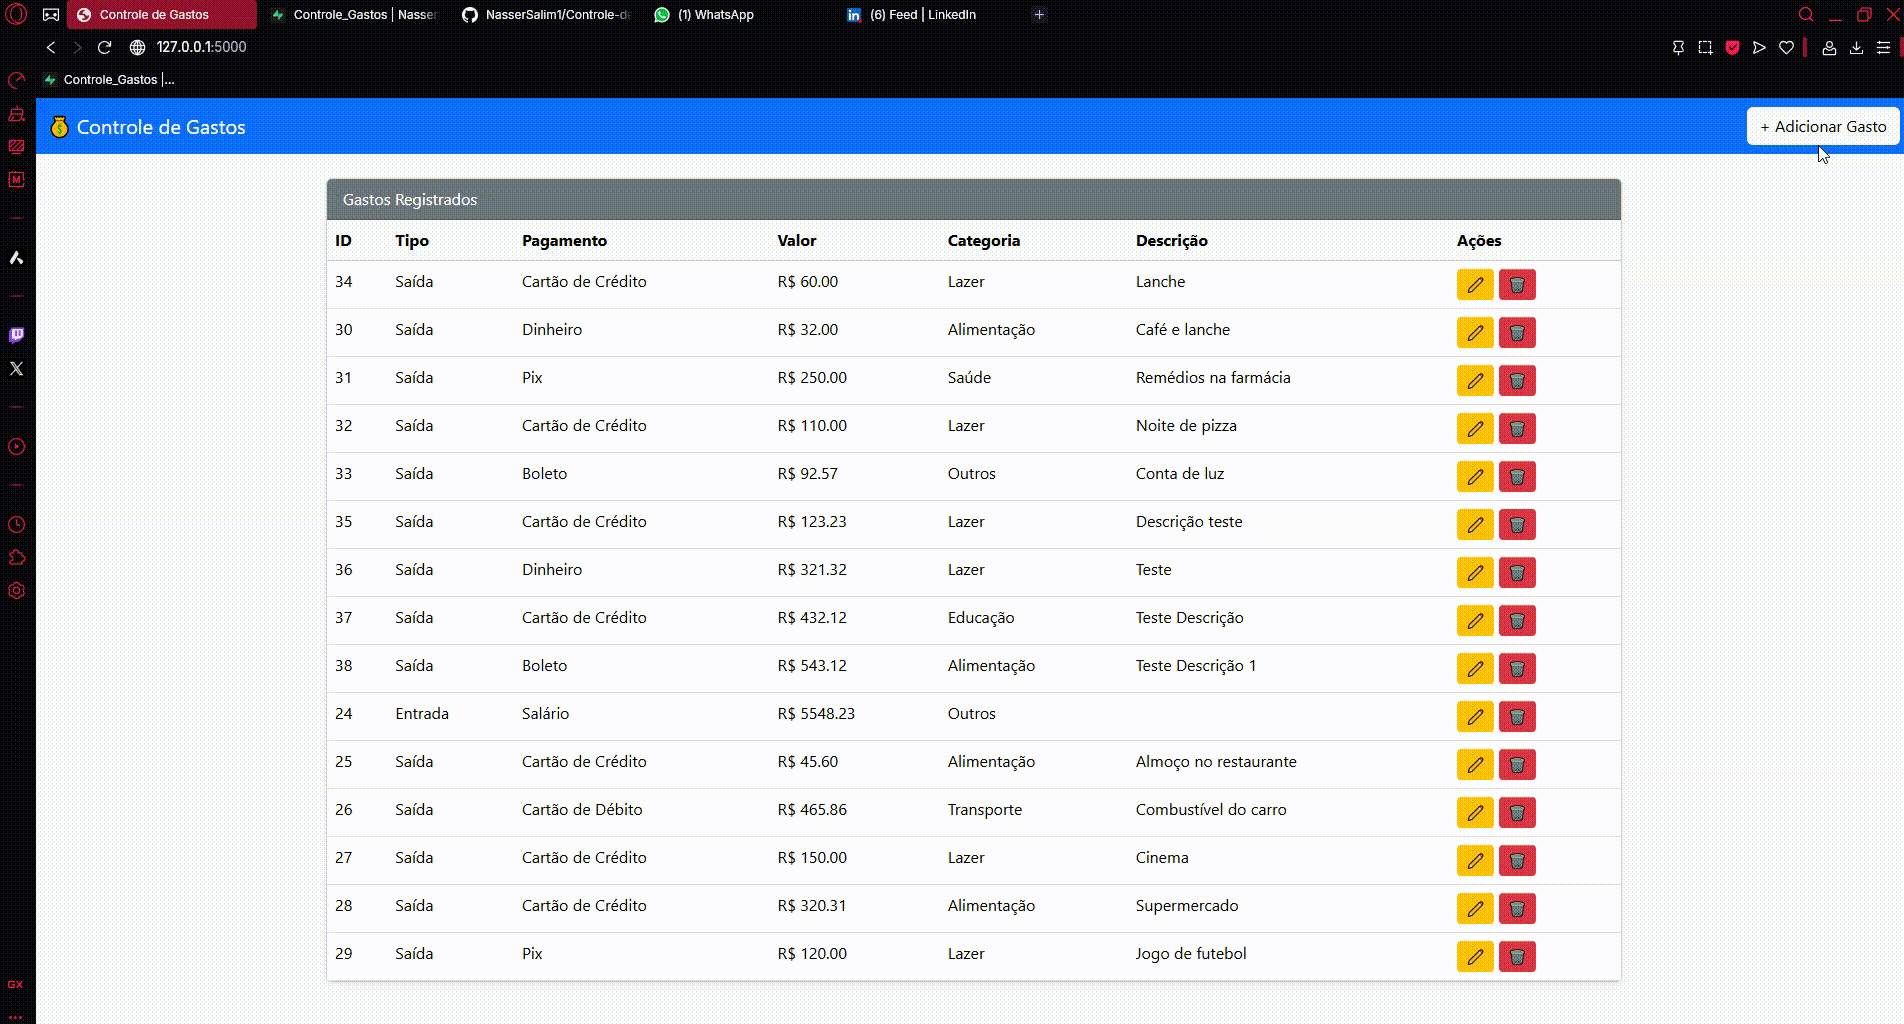 Controle de Gastos
Controle_Gastos | Nasser
NasserSalim1/Controle-de
(1) WhatsApp
(6) Feed | LinkedIn
127.0.0.1:5000
Controle_Gastos |...
Controle de Gastos
+ Adicionar Gasto
Gastos Registrados
ID Tipo Pagamento Valor Categoria Descrição Ações
34 Saída Cartão de Crédito R$ 60.00 Lazer Lanche
30 Saída Dinheiro R$ 32.00 Alimentação Café e lanche
31 Saída Pix R$ 250.00 Saúde Remédios na farmácia
32 Saída Cartão de Crédito R$ 110.00 Lazer Noite de pizza
33 Saída Boleto R$ 92.57 Outros Conta de luz
35 Saída Cartão de Crédito R$ 123.23 Lazer Descrição teste
36 Saída Dinheiro R$ 321.32 Lazer Teste
37 Saída Cartão de Crédito R$ 432.12 Educação Teste Descrição
38 Saída Boleto R$ 543.12 Alimentação Teste Descrição 1
24 Entrada Salário R$ 5548.23 Outros
25 Saída Cartão de Crédito R$ 45.60 Alimentação Almoço no restaurante
26 Saída Cartão de Débito R$ 465.86 Transporte Combustível do carro
27 Saída Cartão de Crédito R$ 150.00 Lazer Cinema
28 Saída Cartão de Crédito R$ 320.31 Alimentação Supermercado
29 Saída Pix R$ 120.00 Lazer Jogo de futebol
GX